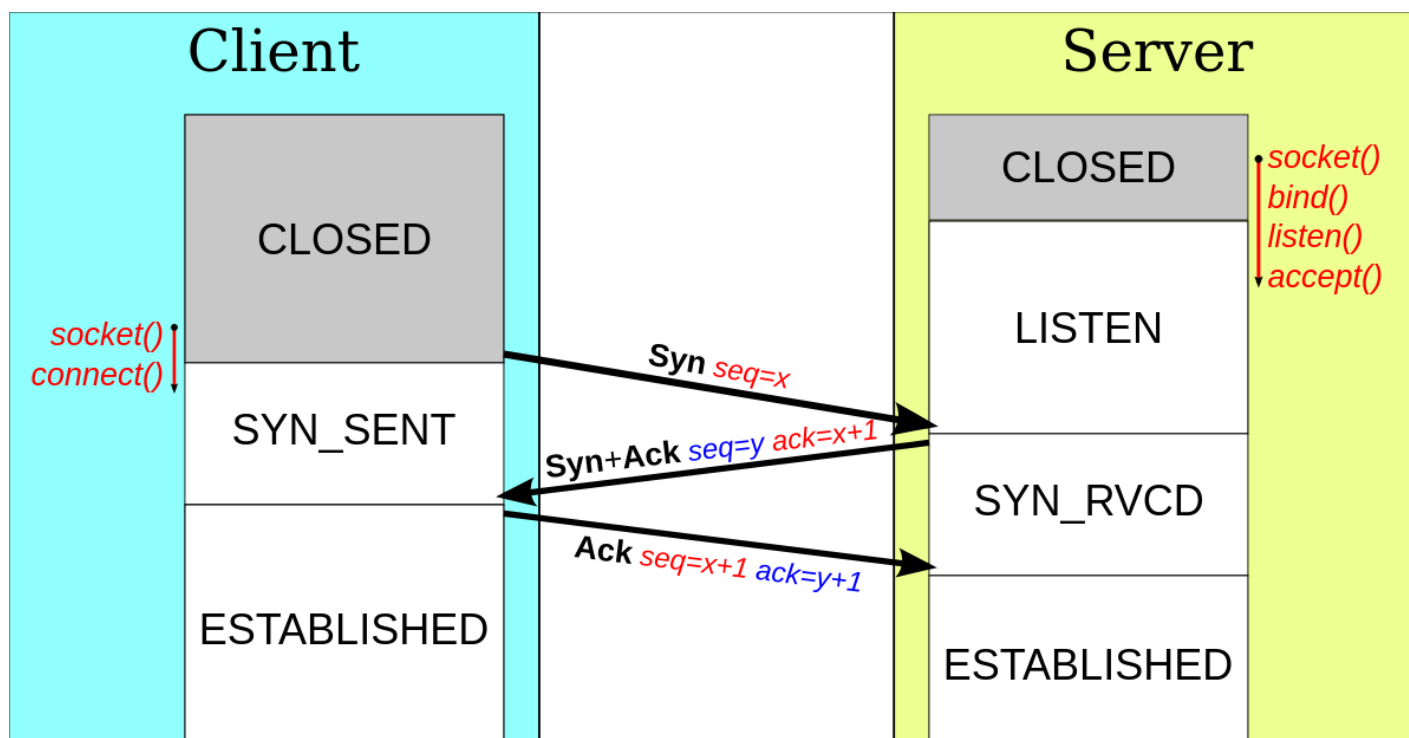 Client
Server
CLOSED
socket()
connect()
SYN_SENT
ESTABLISHED
Syn seq=x
Syn+Ack seq=y ack=x+1
Ack seq=x+1 ack=y+1
CLOSED
socket()
bind()
listen()
accept()
LISTEN
SYN_RVCD
ESTABLISHED